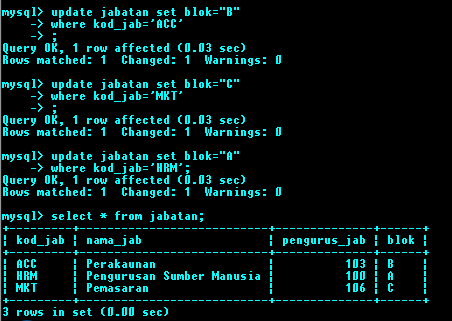 mysql> update jabatan set blok="B"
    -> where kod_jab='ACC'
    -> ;
Query OK, 1 row affected (0.03 sec)
Rows matched: 1  Changed: 1  Warnings: 0

mysql> update jabatan set blok="C"
    -> where kod_jab='MKT'
    -> ;
Query OK, 1 row affected (0.03 sec)
Rows matched: 1  Changed: 1  Warnings: 0

mysql> update jabatan set blok="A"
    -> where kod_jab='HRM';
Query OK, 1 row affected (0.03 sec)
Rows matched: 1  Changed: 1  Warnings: 0

mysql> select * from jabatan;
+---------+--------------------------+--------------+------+
| kod_jab | nama_jab                 | pengurus_jab | blok |
+---------+--------------------------+--------------+------+
| ACC     | Perakaunan               |          103 | B    |
| HRM     | Pengurusan Sumber Manusia |          100 | A    |
| MKT     | Pemasaran                |          106 | C    |
+---------+--------------------------+--------------+------+
3 rows in set (0.00 sec)